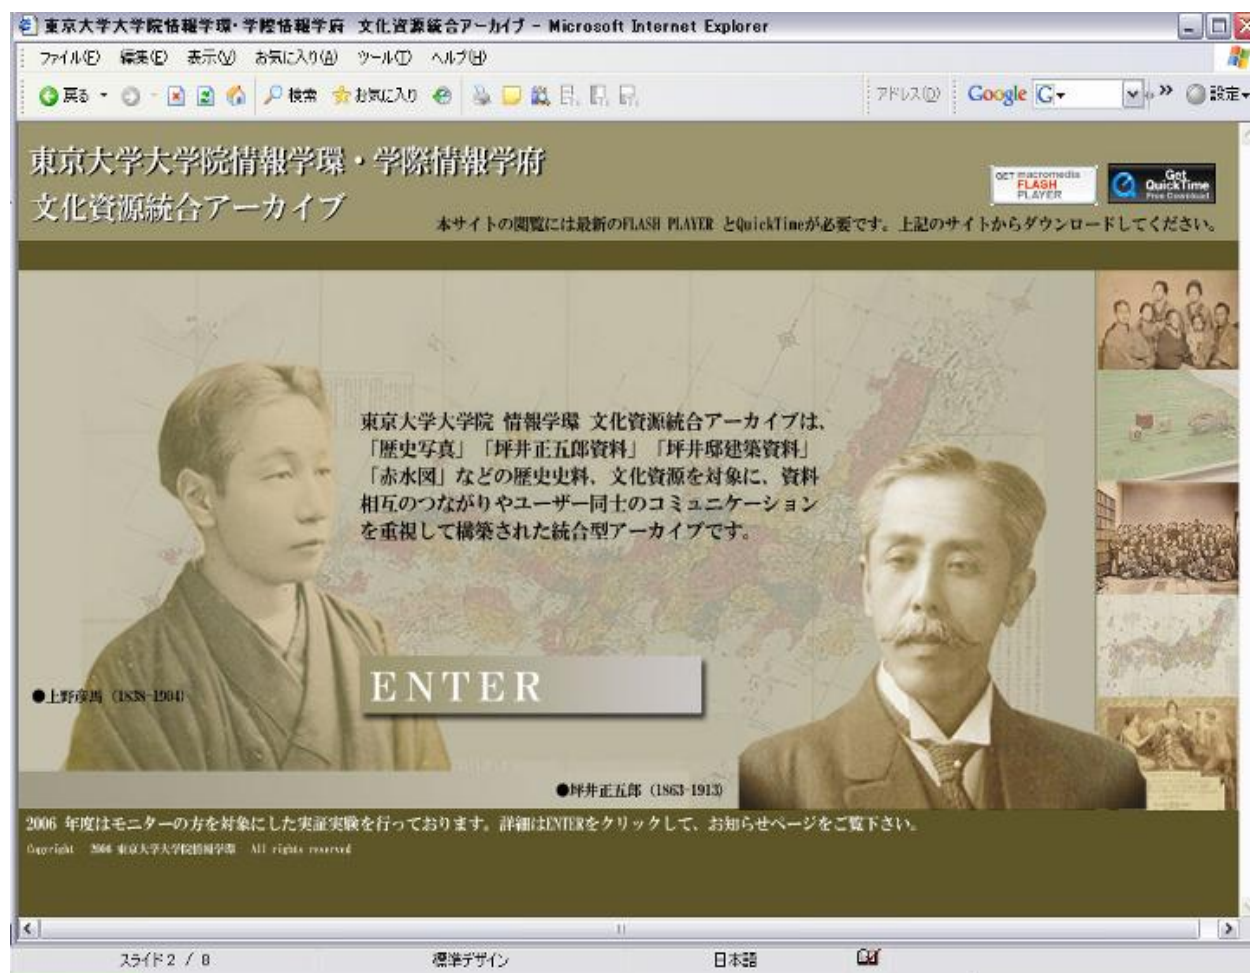 東京大学大学院情報学環・学際情報学府 文化資源統合アーカイブ - Microsoft Internet Explorer
ファイル(F) 編集(E) 表示(V) お気に入り(A) ツール(T) ヘルプ(H)
戻る 検索 お気に入り アドレス(D) Google 設定
東京大学大学院情報学環・学際情報学府
文化資源統合アーカイブ
GET macromedia FLASH PLAYER
Get QuickTime Free Download
本サイトの閲覧には最新のFLASH PLAYER とQuickTimeが必要です。上記のサイトからダウンロードしてください。
東京大学大学院 情報学環 文化資源統合アーカイブは、
「歴史写真」「坪井正五郎資料」「坪井邸建築資料」
「赤水図」などの歴史史料、文化資源を対象に、資料
相互のつながりやユーザー同士のコミュニケーション
を重視して構築された統合型アーカイブです。
ENTER
●上野彦馬 (1838-1904)
●坪井正五郎 (1863-1913)
2006 年度はモニターの方を対象にした実証実験を行っております。詳細はENTERをクリックして、お知らせページをご覧下さい。
Copyright 2006 東京大学大学院情報学環 All rights reserved
スライド 2 / 8 標準デザイン 日本語